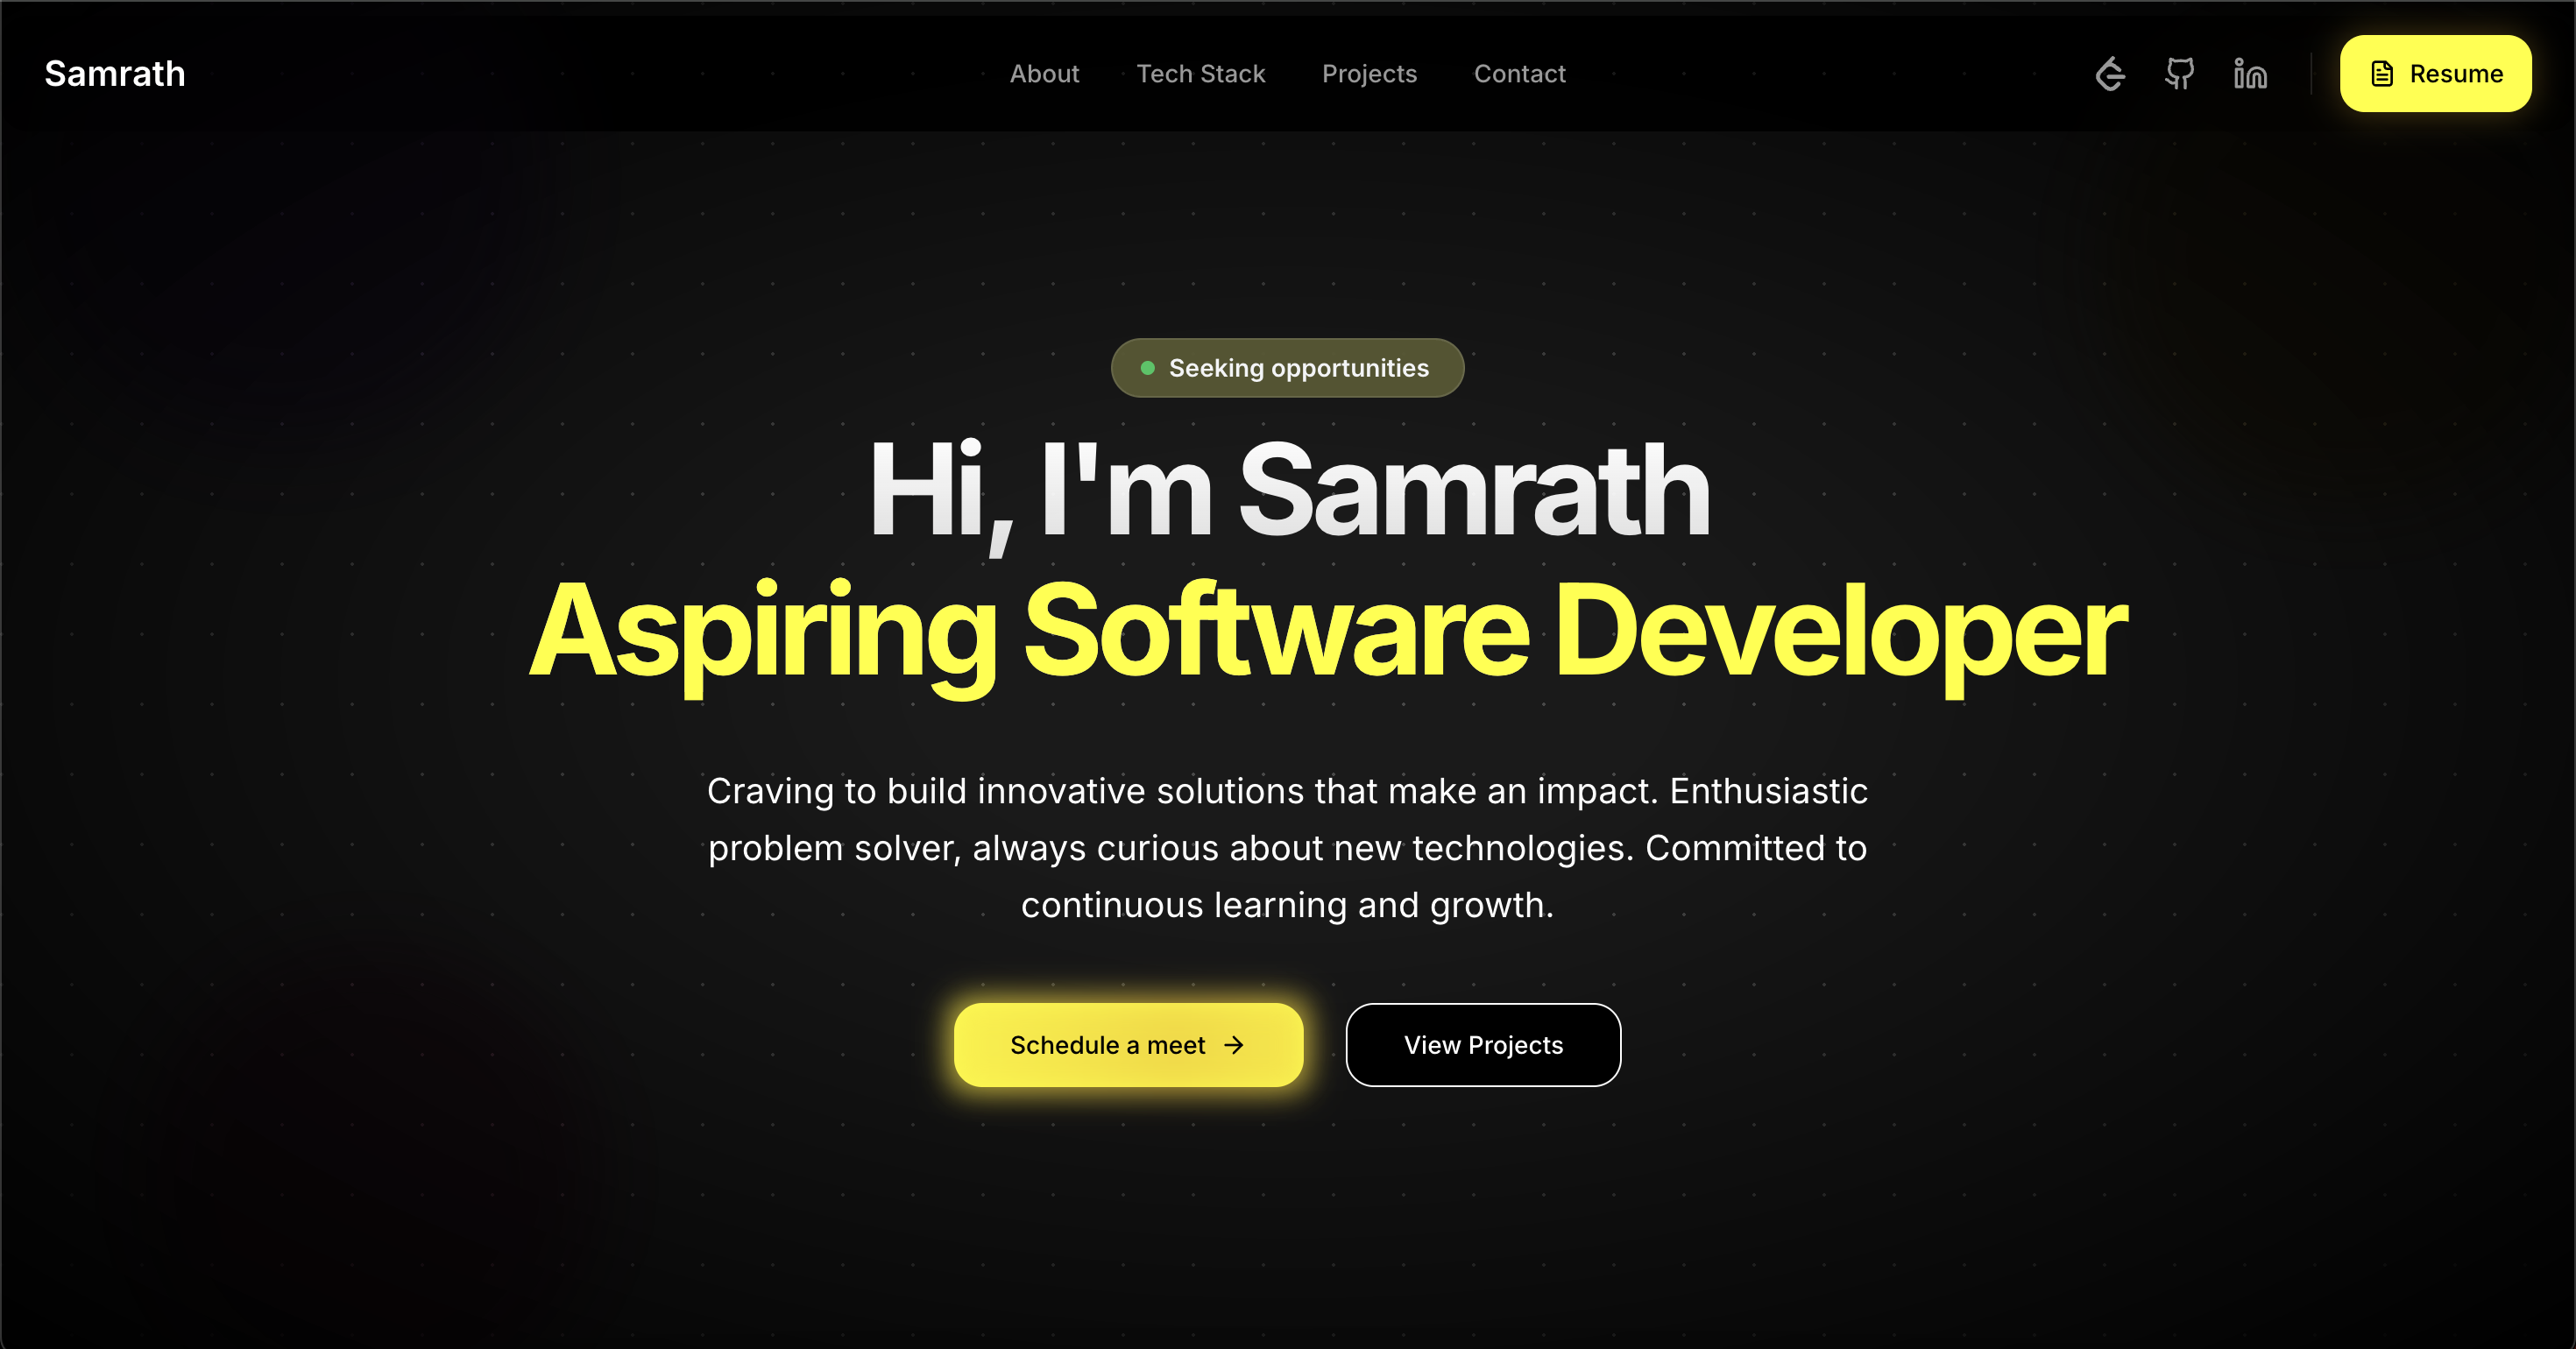 Samrath
About
Tech Stack
Projects
Contact
Resume
Seeking opportunities
Hi, I'm Samrath
Aspiring Software Developer
Craving to build innovative solutions that make an impact. Enthusiastic
problem solver, always curious about new technologies. Committed to
continuous learning and growth.
Schedule a meet
View Projects